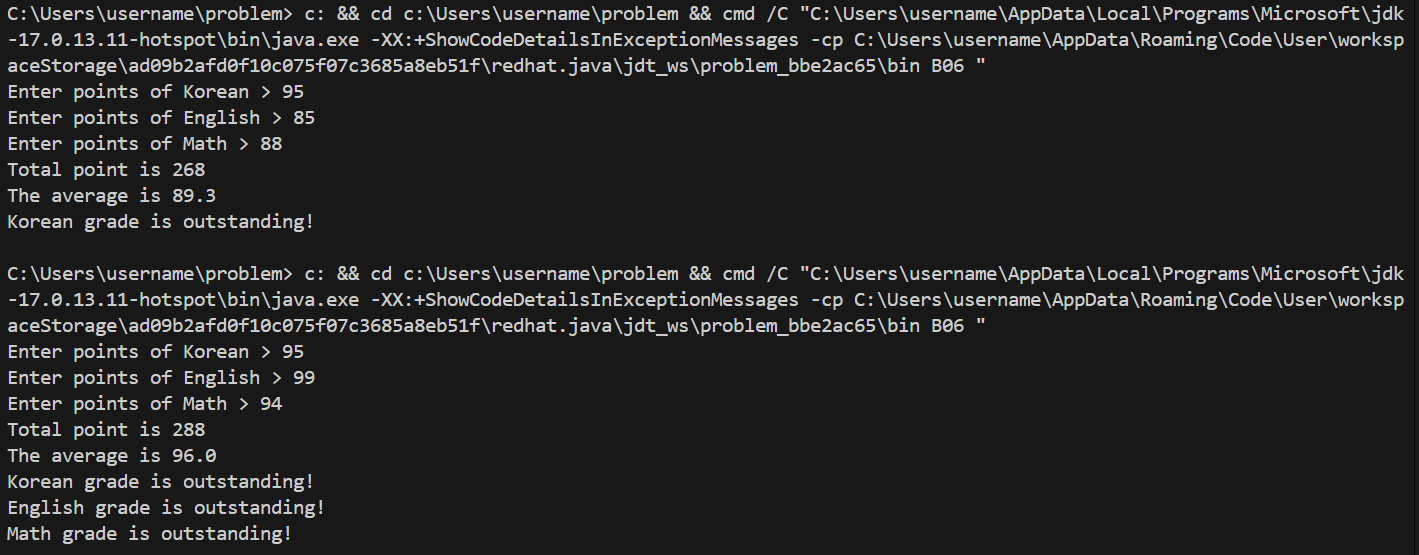 C:\Users\username\problem> c: && cd c:\Users\username\problem && cmd /C "C:\Users\username\AppData\Local\Programs\Microsoft\jdk
-17.0.13.11-hotspot\bin\java.exe -XX:+ShowCodeDetailsInExceptionMessages -cp C:\Users\username\AppData\Roaming\Code\User\worksp
aceStorage\ad09b2afd0f10c075f07c3685a8eb51f\redhat.java\jdt_ws\problem_bbe2ac65\bin B06 "
Enter points of Korean > 95
Enter points of English > 85
Enter points of Math > 88
Total point is 268
The average is 89.3
Korean grade is outstanding!
C:\Users\username\problem> c: && cd c:\Users\username\problem && cmd /C "C:\Users\username\AppData\Local\Programs\Microsoft\jdk
-17.0.13.11-hotspot\bin\java.exe -XX:+ShowCodeDetailsInExceptionMessages -cp C:\Users\username\AppData\Roaming\Code\User\worksp
aceStorage\ad09b2afd0f10c075f07c3685a8eb51f\redhat.java\jdt_ws\problem_bbe2ac65\bin B06 "
Enter points of Korean > 95
Enter points of English > 99
Enter points of Math > 94
Total point is 288
The average is 96.0
Korean grade is outstanding!
English grade is outstanding!
Math grade is outstanding!